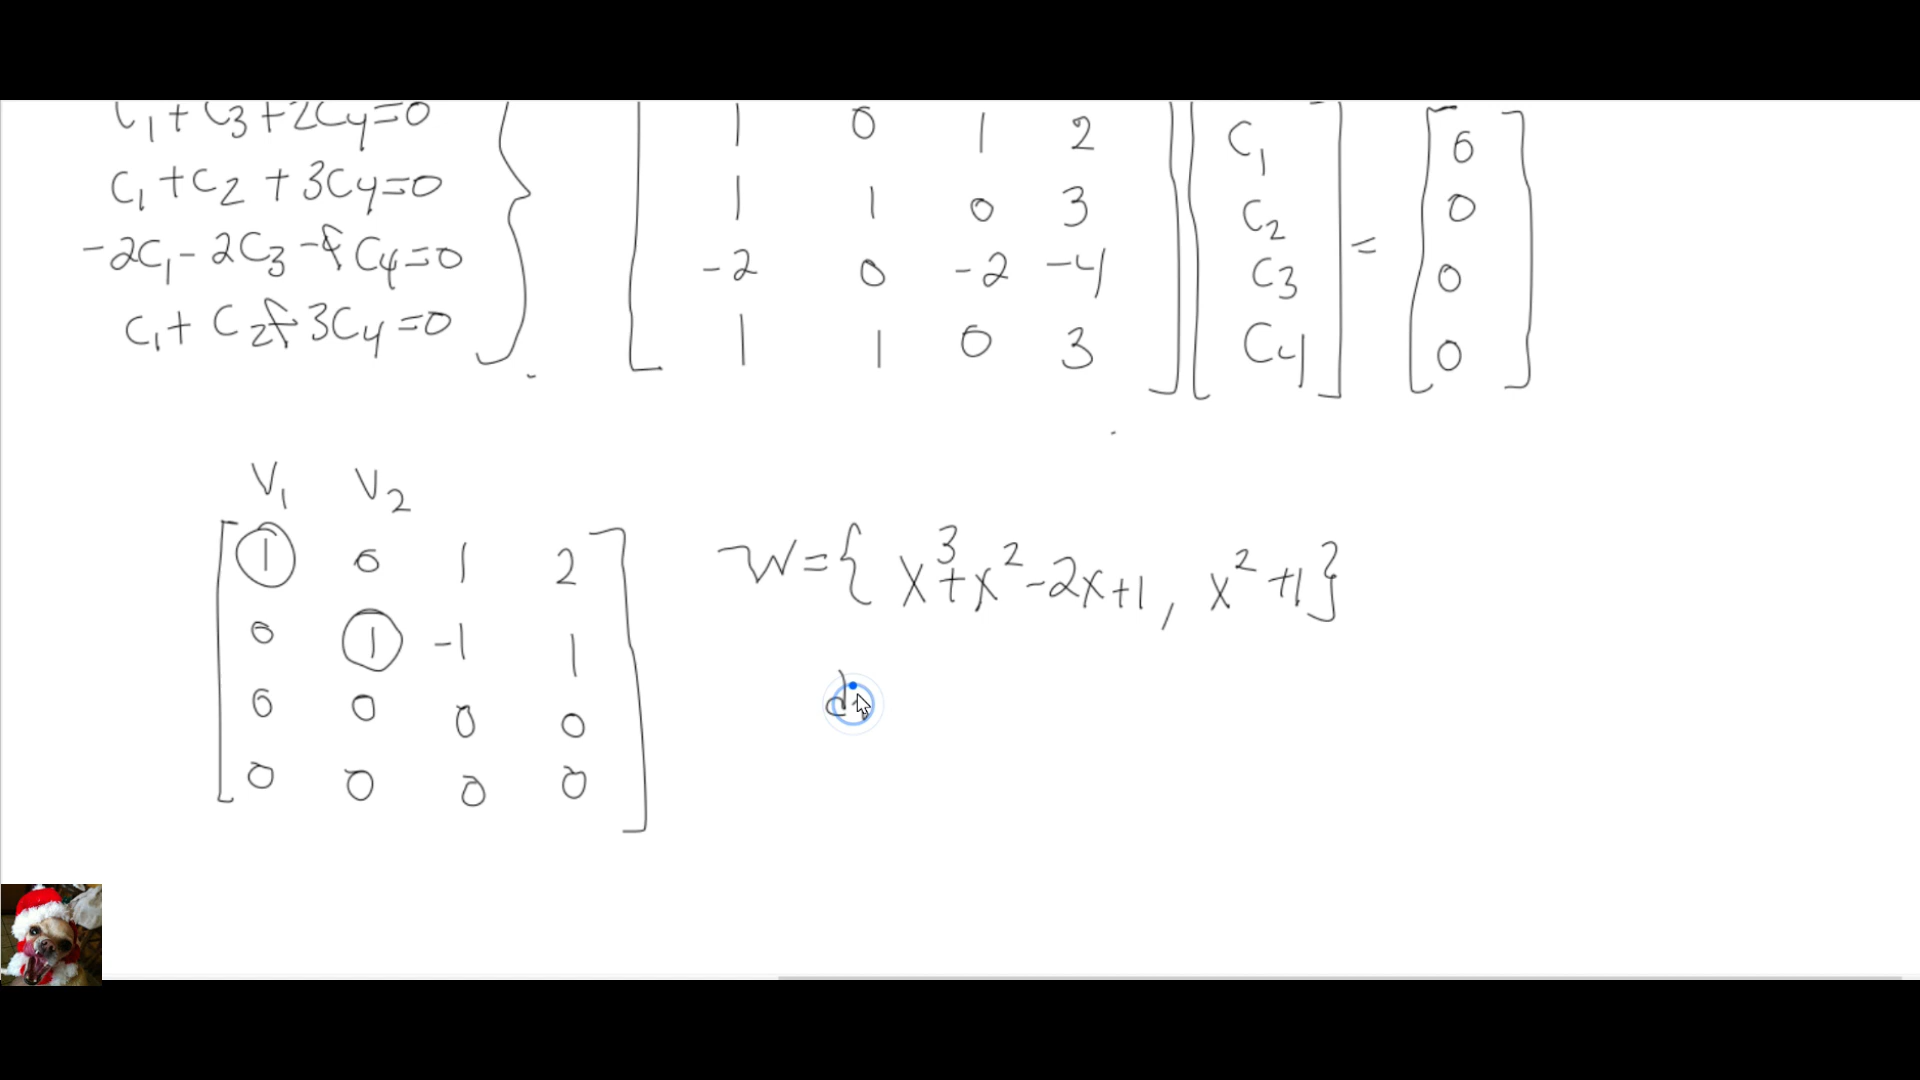 C1 + C3 + 2C4 = 0
C1 + C2 + 3C4 = 0
-2C1 - 2C3 - 4C4 = 0
C1 + C2 + 3C4 = 0
1 0 1 2
1 1 0 3
-2 0 -2 -4
1 1 0 3
C1
C2
C3
C4
=
0
0
0
0
V1 V2
1 0 1 2
0 1 -1 1
0 0 0 0
0 0 0 0
W = { x³ + x² - 2x + 1, x² + 1 }